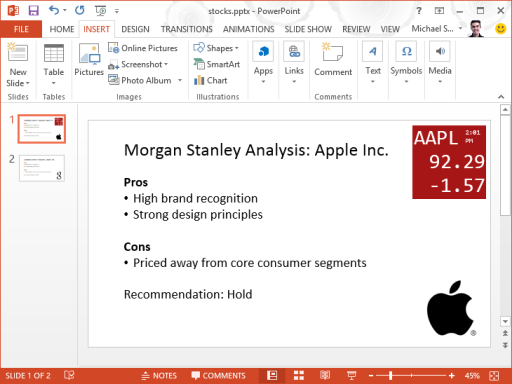 stocks.pptx - PowerPoint
FILE HOME INSERT DESIGN TRANSITIONS ANIMATIONS SLIDE SHOW REVIEW VIEW Michael S...
New Slide
Slides
Table
Tables
Pictures
Online Pictures
Screenshot
Photo Album
Images
Shapes
SmartArt
Chart
Illustrations
Apps
Links
Comment
Comments
Text
Symbols
Media
1
2
Morgan Stanley Analysis: Apple Inc.
AAPL 2:01 PM
92.29
-1.57
Pros
• High brand recognition
• Strong design principles
Cons
• Priced away from core consumer segments
Recommendation: Hold
®
SLIDE 1 OF 2 NOTES COMMENTS 45%